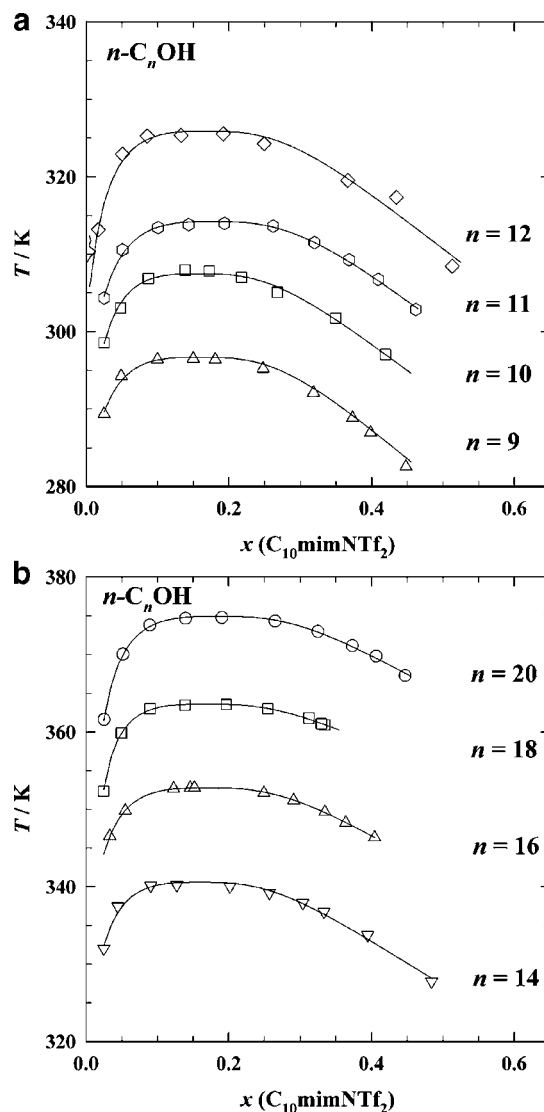 a
n-CₙOH
340
320
300
280
T / K
n = 12
n = 11
n = 10
n = 9
0.0 0.2 0.4 0.6
x (C₁₀mimNTf₂)
b
n-CₙOH
380
360
340
320
T / K
n = 20
n = 18
n = 16
n = 14
0.0 0.2 0.4 0.6
x (C₁₀mimNTf₂)